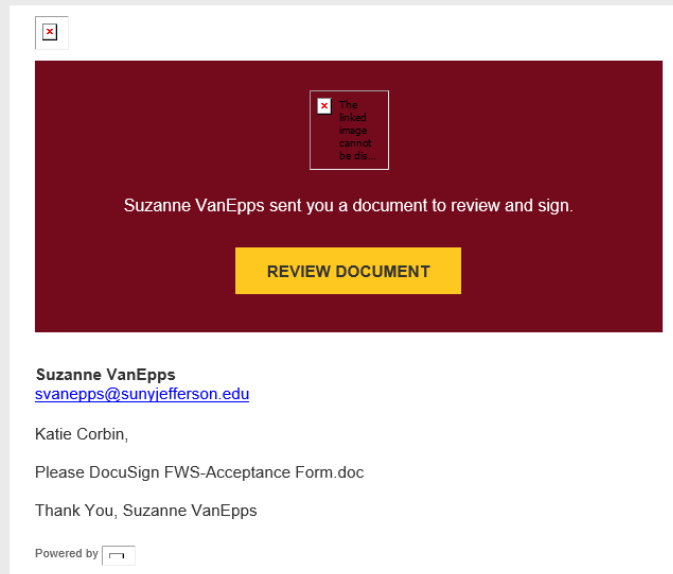 The
linked
image
cannot
be dis...
Suzanne VanEpps sent you a document to review and sign.
REVIEW DOCUMENT
Suzanne VanEpps
svanepps@sunyjefferson.edu
Katie Corbin,
Please DocuSign FWS-Acceptance Form.doc
Thank You, Suzanne VanEpps
Powered by